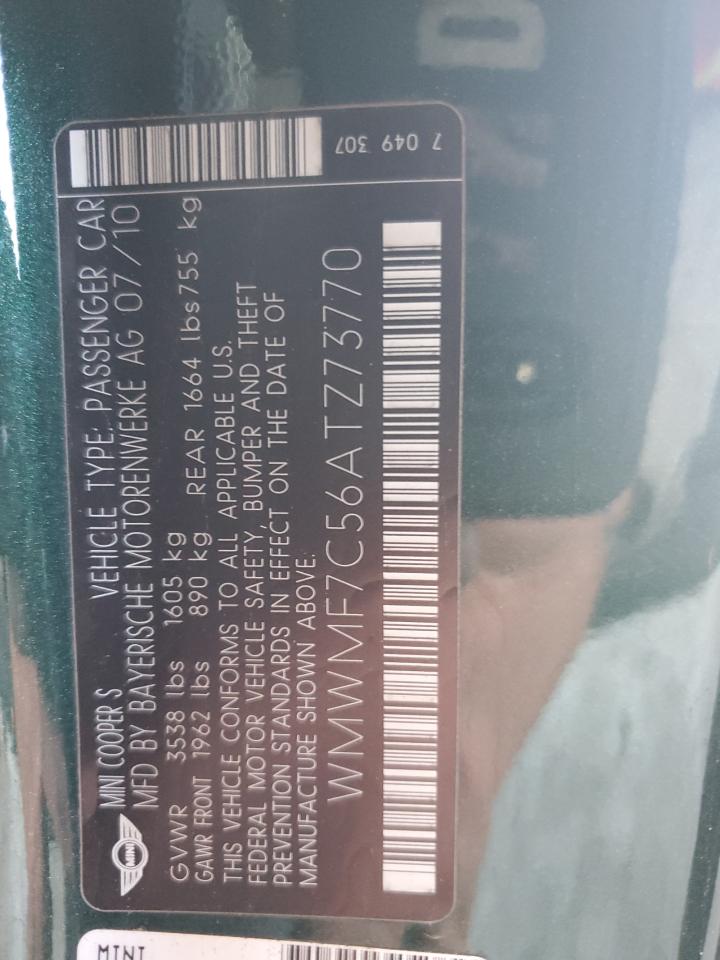 MINI COOPER S VEHICLE TYPE: PASSENGER CAR
MFD BY BAYERISCHE MOTORENWERKE AG 07/10
MINI
GVWR 3538 lbs 1605 kg
GAWR FRONT 1962 lbs 890 kg REAR 1664 lbs 755 kg
THIS VEHICLE CONFORMS TO ALL APPLICABLE U.S.
FEDERAL MOTOR VEHICLE SAFETY, BUMPER AND THEFT
PREVENTION STANDARDS IN EFFECT ON THE DATE OF
MANUFACTURE SHOWN ABOVE.
WMWMF7C56ATZ73770
7 049 307
MINI